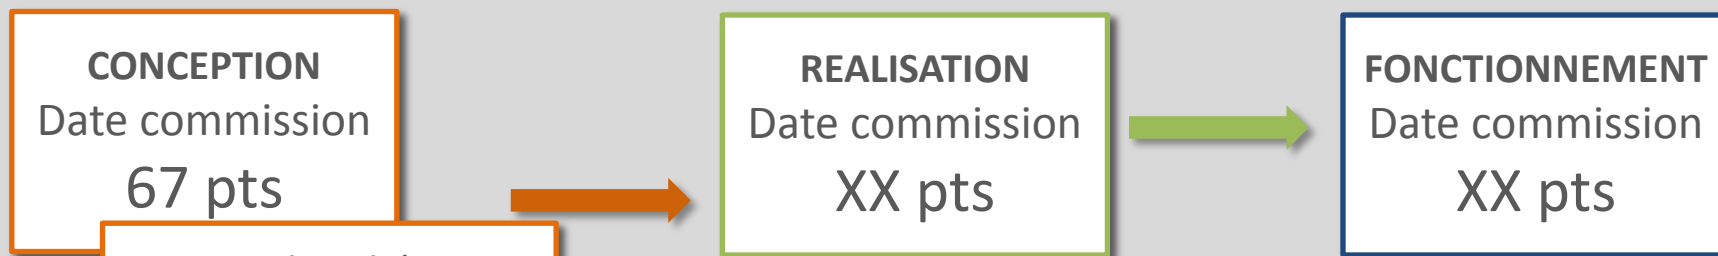 CONCEPTION
Date commission
67 pts
REALISATION
Date commission
XX pts
FONCTIONNEMENT
Date commission
XX pts